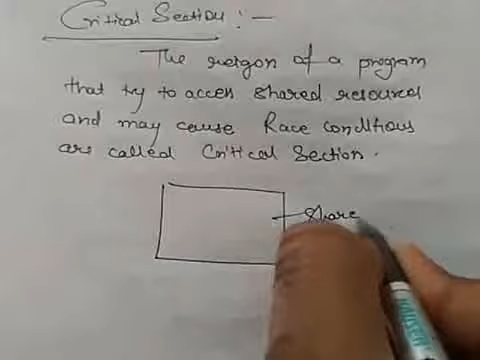 Critical Section:-
The reigon of a program
that try to access shared resources
and may cause Race conditions
are called Critical Section.
Share